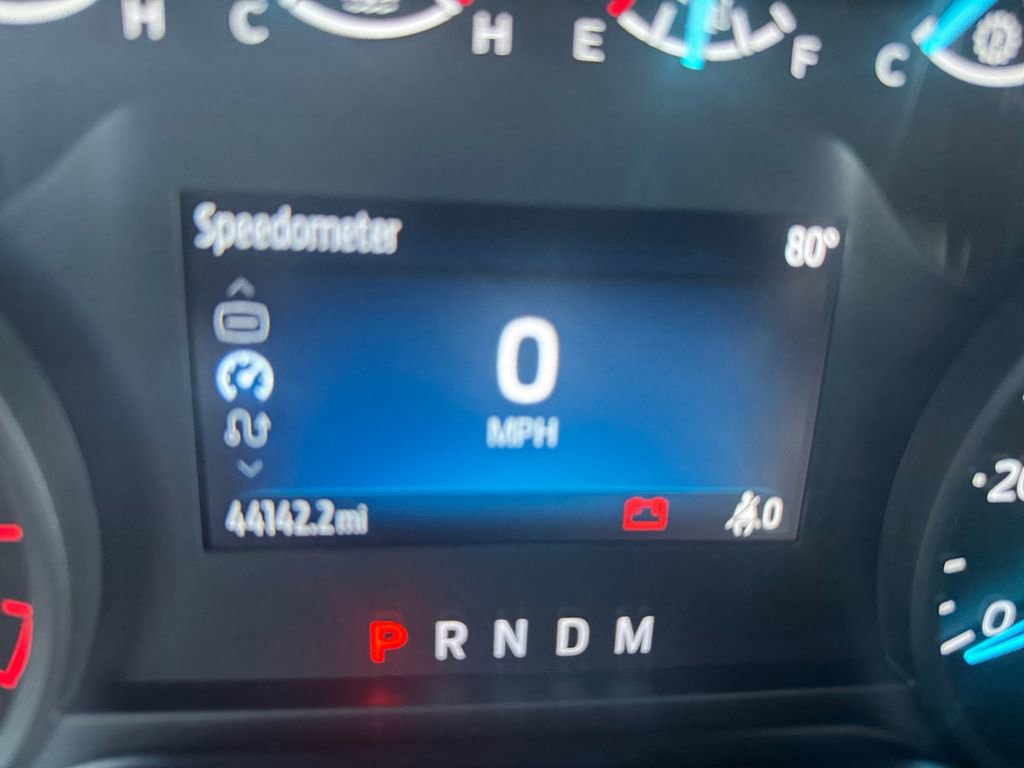 H C H E F C
Speedometer 80°
0
MPH
44142.2mi 0
20
0
P R N D M